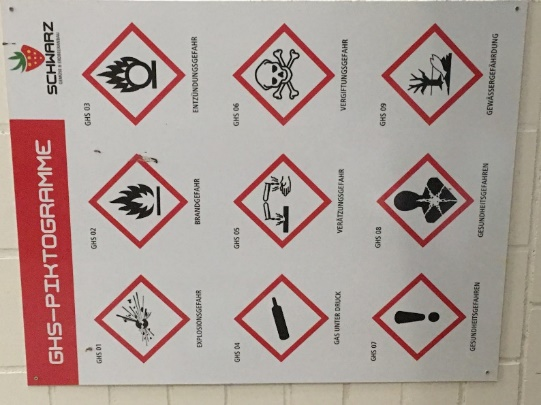 GHS-PIKTOGRAMME
SCHWARZ
GHS 01
EXPLOSIONSGEFAHR
GHS 02
BRANDGEFAHR
GHS 03
ENTZÜNDUNGSGEFAHR
GHS 04
GAS UNTER DRUCK
GHS 05
VERÄTZUNGSGEFAHR
GHS 06
VERGIFTUNGSGEFAHR
GHS 07
GESUNDHEITSGEFAHREN
GHS 08
GESUNDHEITSGEFAHREN
GHS 09
GEWÄSSERGEFÄHRDUNG